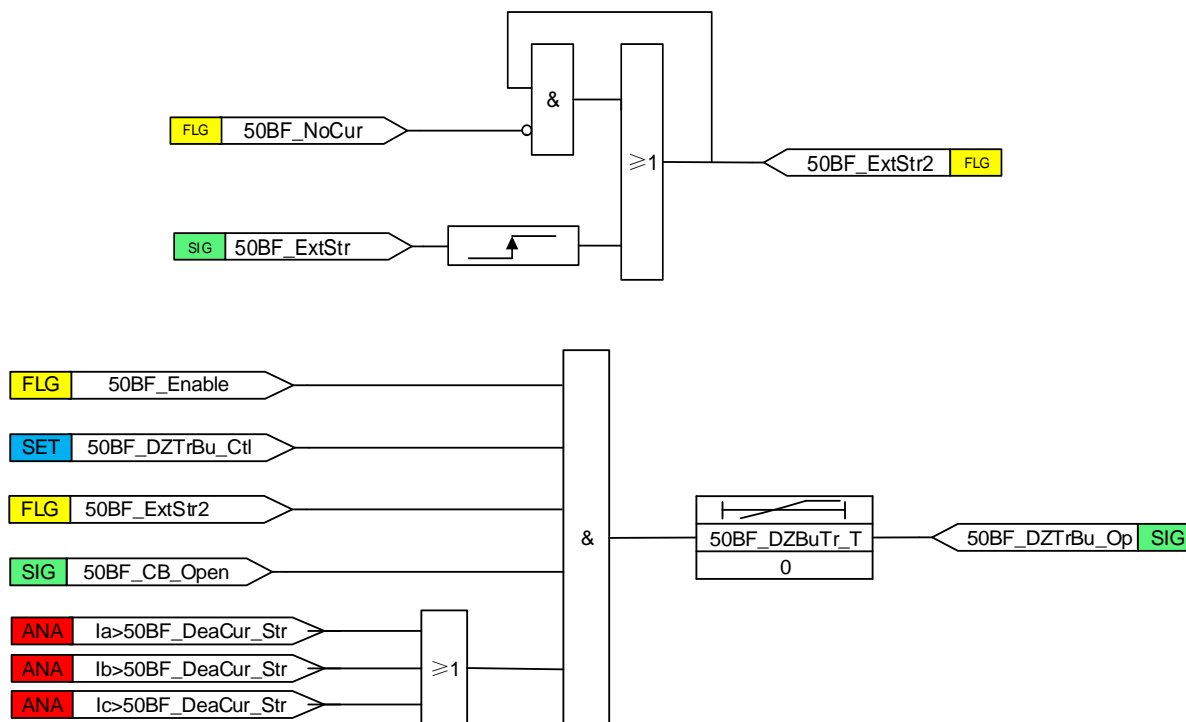 &
FLG 50BF_NoCur
≥1
50BF_ExtStr2 FLG
SIG 50BF_ExtStr
FLG 50BF_Enable
SET 50BF_DZTrBu_Ctl
FLG 50BF_ExtStr2
&
50BF_DZBuTr_T
50BF_DZTrBu_Op SIG
0
SIG 50BF_CB_Open
ANA Ia>50BF_DeaCur_Str
ANA Ib>50BF_DeaCur_Str
≥1
ANA Ic>50BF_DeaCur_Str